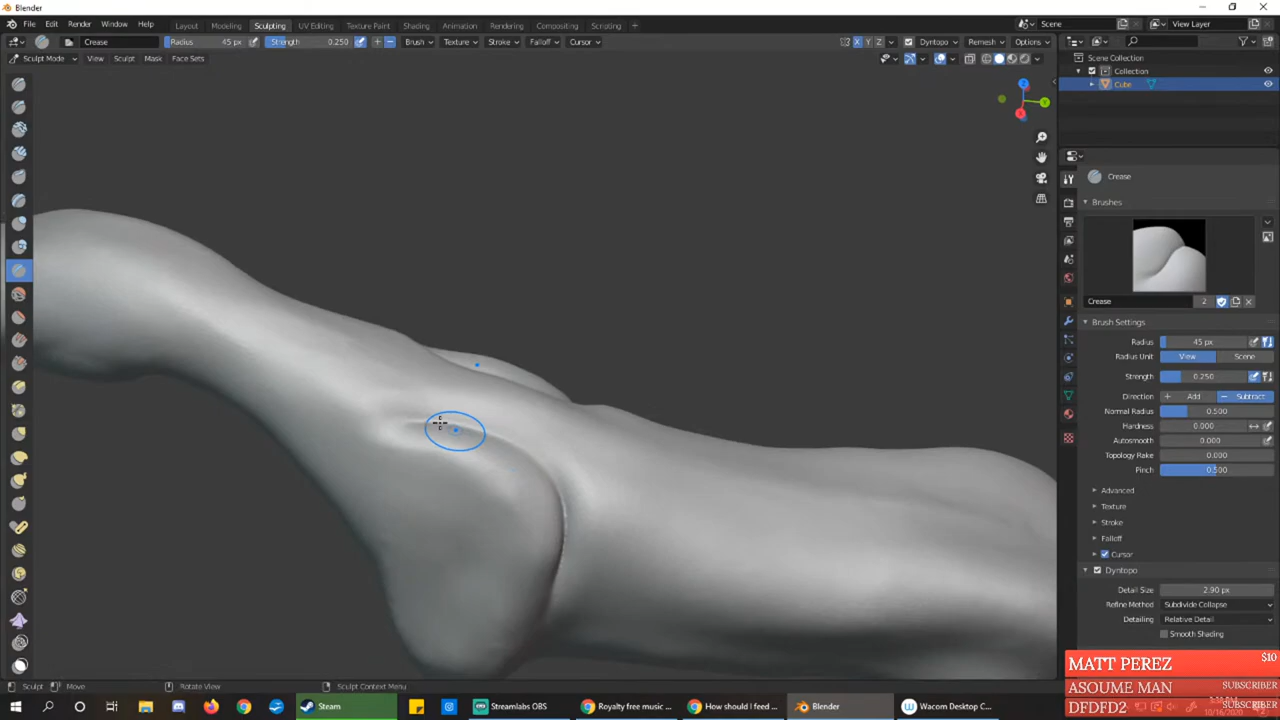 Blender
File Edit Render Window Help Layout Modeling Sculpting UV Editing Texture Paint Shading Animation Rendering Compositing Scripting + Scene View Layer
Crease Radius 45 px Strength 0.250 + − Brush Texture Stroke Falloff Cursor X Y Z Dyntopo Remesh Options
Sculpt Mode View Sculpt Mask Face Sets
Scene Collection
Collection
Cube
Z
Y
X
Crease
Brushes
Crease 2
Brush Settings
Radius 45 px
Radius Unit View Scene
Strength 0.250
Direction + Add − Subtract
Normal Radius 0.500
Hardness 0.000
Autosmooth 0.000
Topology Rake 0.000
Pinch 0.500
Advanced
Texture
Stroke
Falloff
Cursor
Dyntopo
Detail Size 2.90 px
Refine Method Subdivide Collapse
Detailing Relative Detail
Smooth Shading
MATT PEREZ $10
ASOUME MAN SUBSCRIBER
DFDFD2 SUBSCRIBER
10/16/2020
Sculpt Move Rotate View Sculpt Context Menu
Steam Streamlabs OBS Royalty free music ... How should I feed ... Blender Wacom Desktop C...